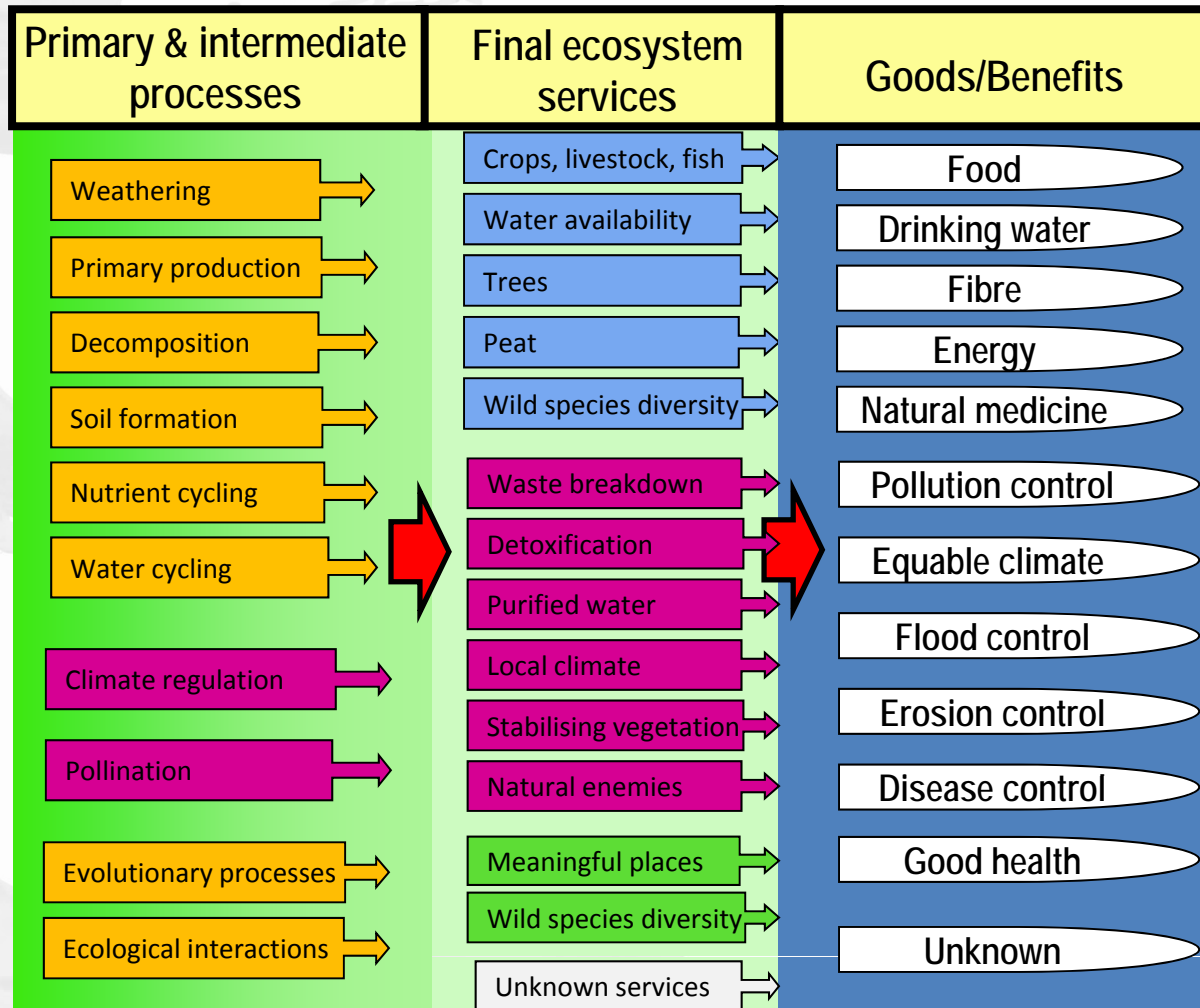 Primary & intermediate
processes
Final ecosystem
services
Goods/Benefits
Weathering
Primary production
Decomposition
Soil formation
Nutrient cycling
Water cycling
Climate regulation
Pollination
Evolutionary processes
Ecological interactions
Crops, livestock, fish
Water availability
Trees
Peat
Wild species diversity
Waste breakdown
Detoxification
Purified water
Local climate
Stabilising vegetation
Natural enemies
Meaningful places
Wild species diversity
Unknown services
Food
Drinking water
Fibre
Energy
Natural medicine
Pollution control
Equable climate
Flood control
Erosion control
Disease control
Good health
Unknown